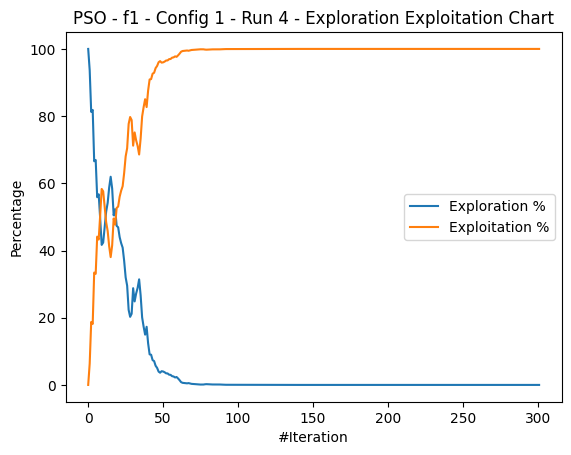 PSO - f1 - Config 1 - Run 4 - Exploration Exploitation Chart
Percentage
100
80
60
40
20
0
Exploration %
Exploitation %
0 50 100 150 200 250 300
#Iteration